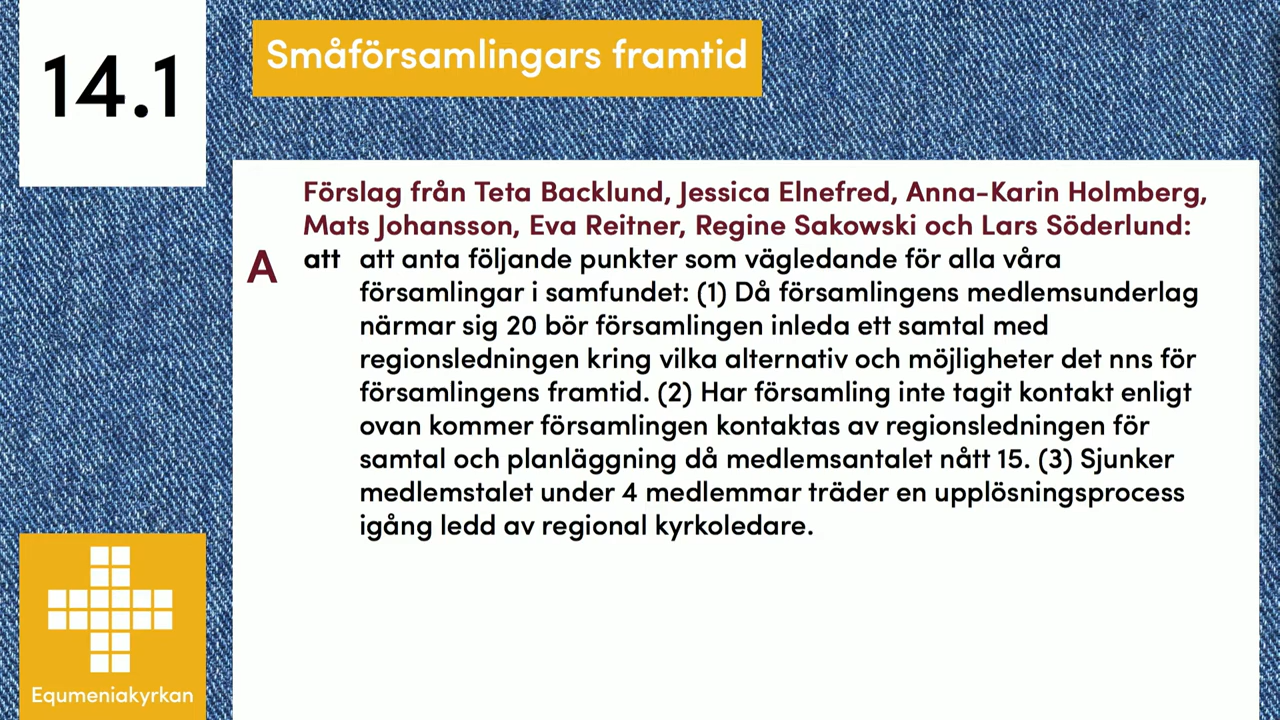 14.1
Småförsamlingars framtid
Förslag från Teta Backlund, Jessica Elnefred, Anna-Karin Holmberg,
Mats Johansson, Eva Reitner, Regine Sakowski och Lars Söderlund:
A att att anta följande punkter som vägledande för alla våra
församlingar i samfundet: (1) Då församlingens medlemsunderlag
närmar sig 20 bör församlingen inleda ett samtal med
regionsledningen kring vilka alternativ och möjligheter det nns för
församlingens framtid. (2) Har församling inte tagit kontakt enligt
ovan kommer församlingen kontaktas av regionsledningen för
samtal och planläggning då medlemsantalet nått 15. (3) Sjunker
medlemstalet under 4 medlemmar träder en upplösningsprocess
igång ledd av regional kyrkoledare.
Equmeniakyrkan